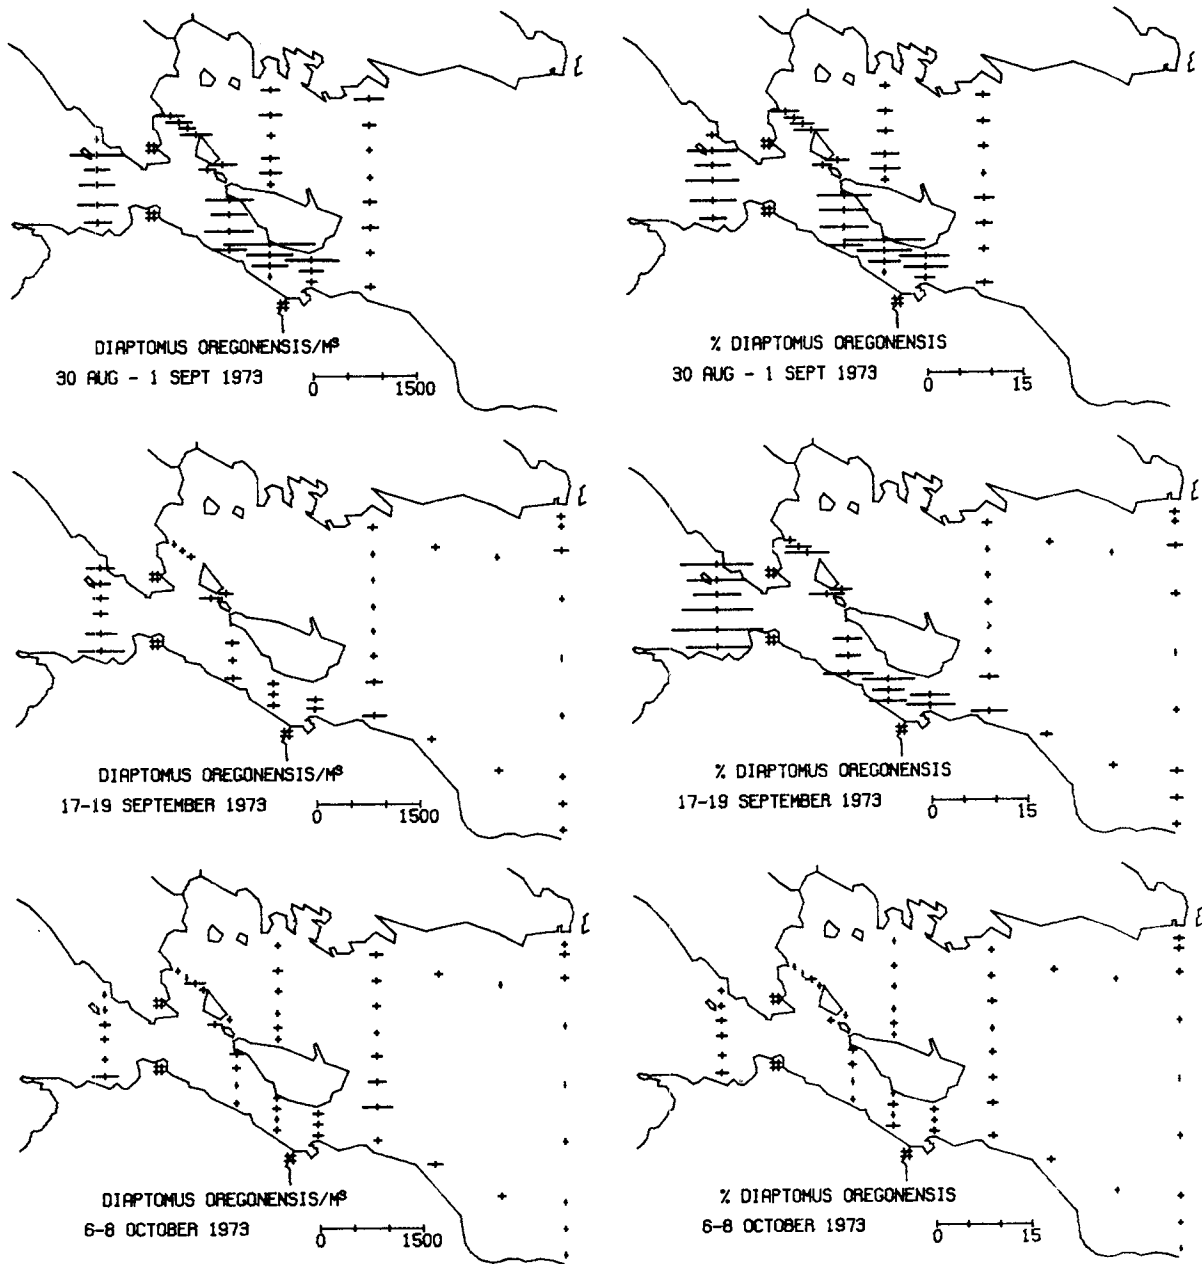 DIAPTOMUS OREGONENSIS/M³
30 AUG - 1 SEPT 1973
0 1500
% DIAPTOMUS OREGONENSIS
30 AUG - 1 SEPT 1973
0 15
DIAPTOMUS OREGONENSIS/M³
17-19 SEPTEMBER 1973
0 1500
% DIAPTOMUS OREGONENSIS
17-19 SEPTEMBER 1973
0 15
DIAPTOMUS OREGONENSIS/M³
6-8 OCTOBER 1973
0 1500
% DIAPTOMUS OREGONENSIS
6-8 OCTOBER 1973
0 15